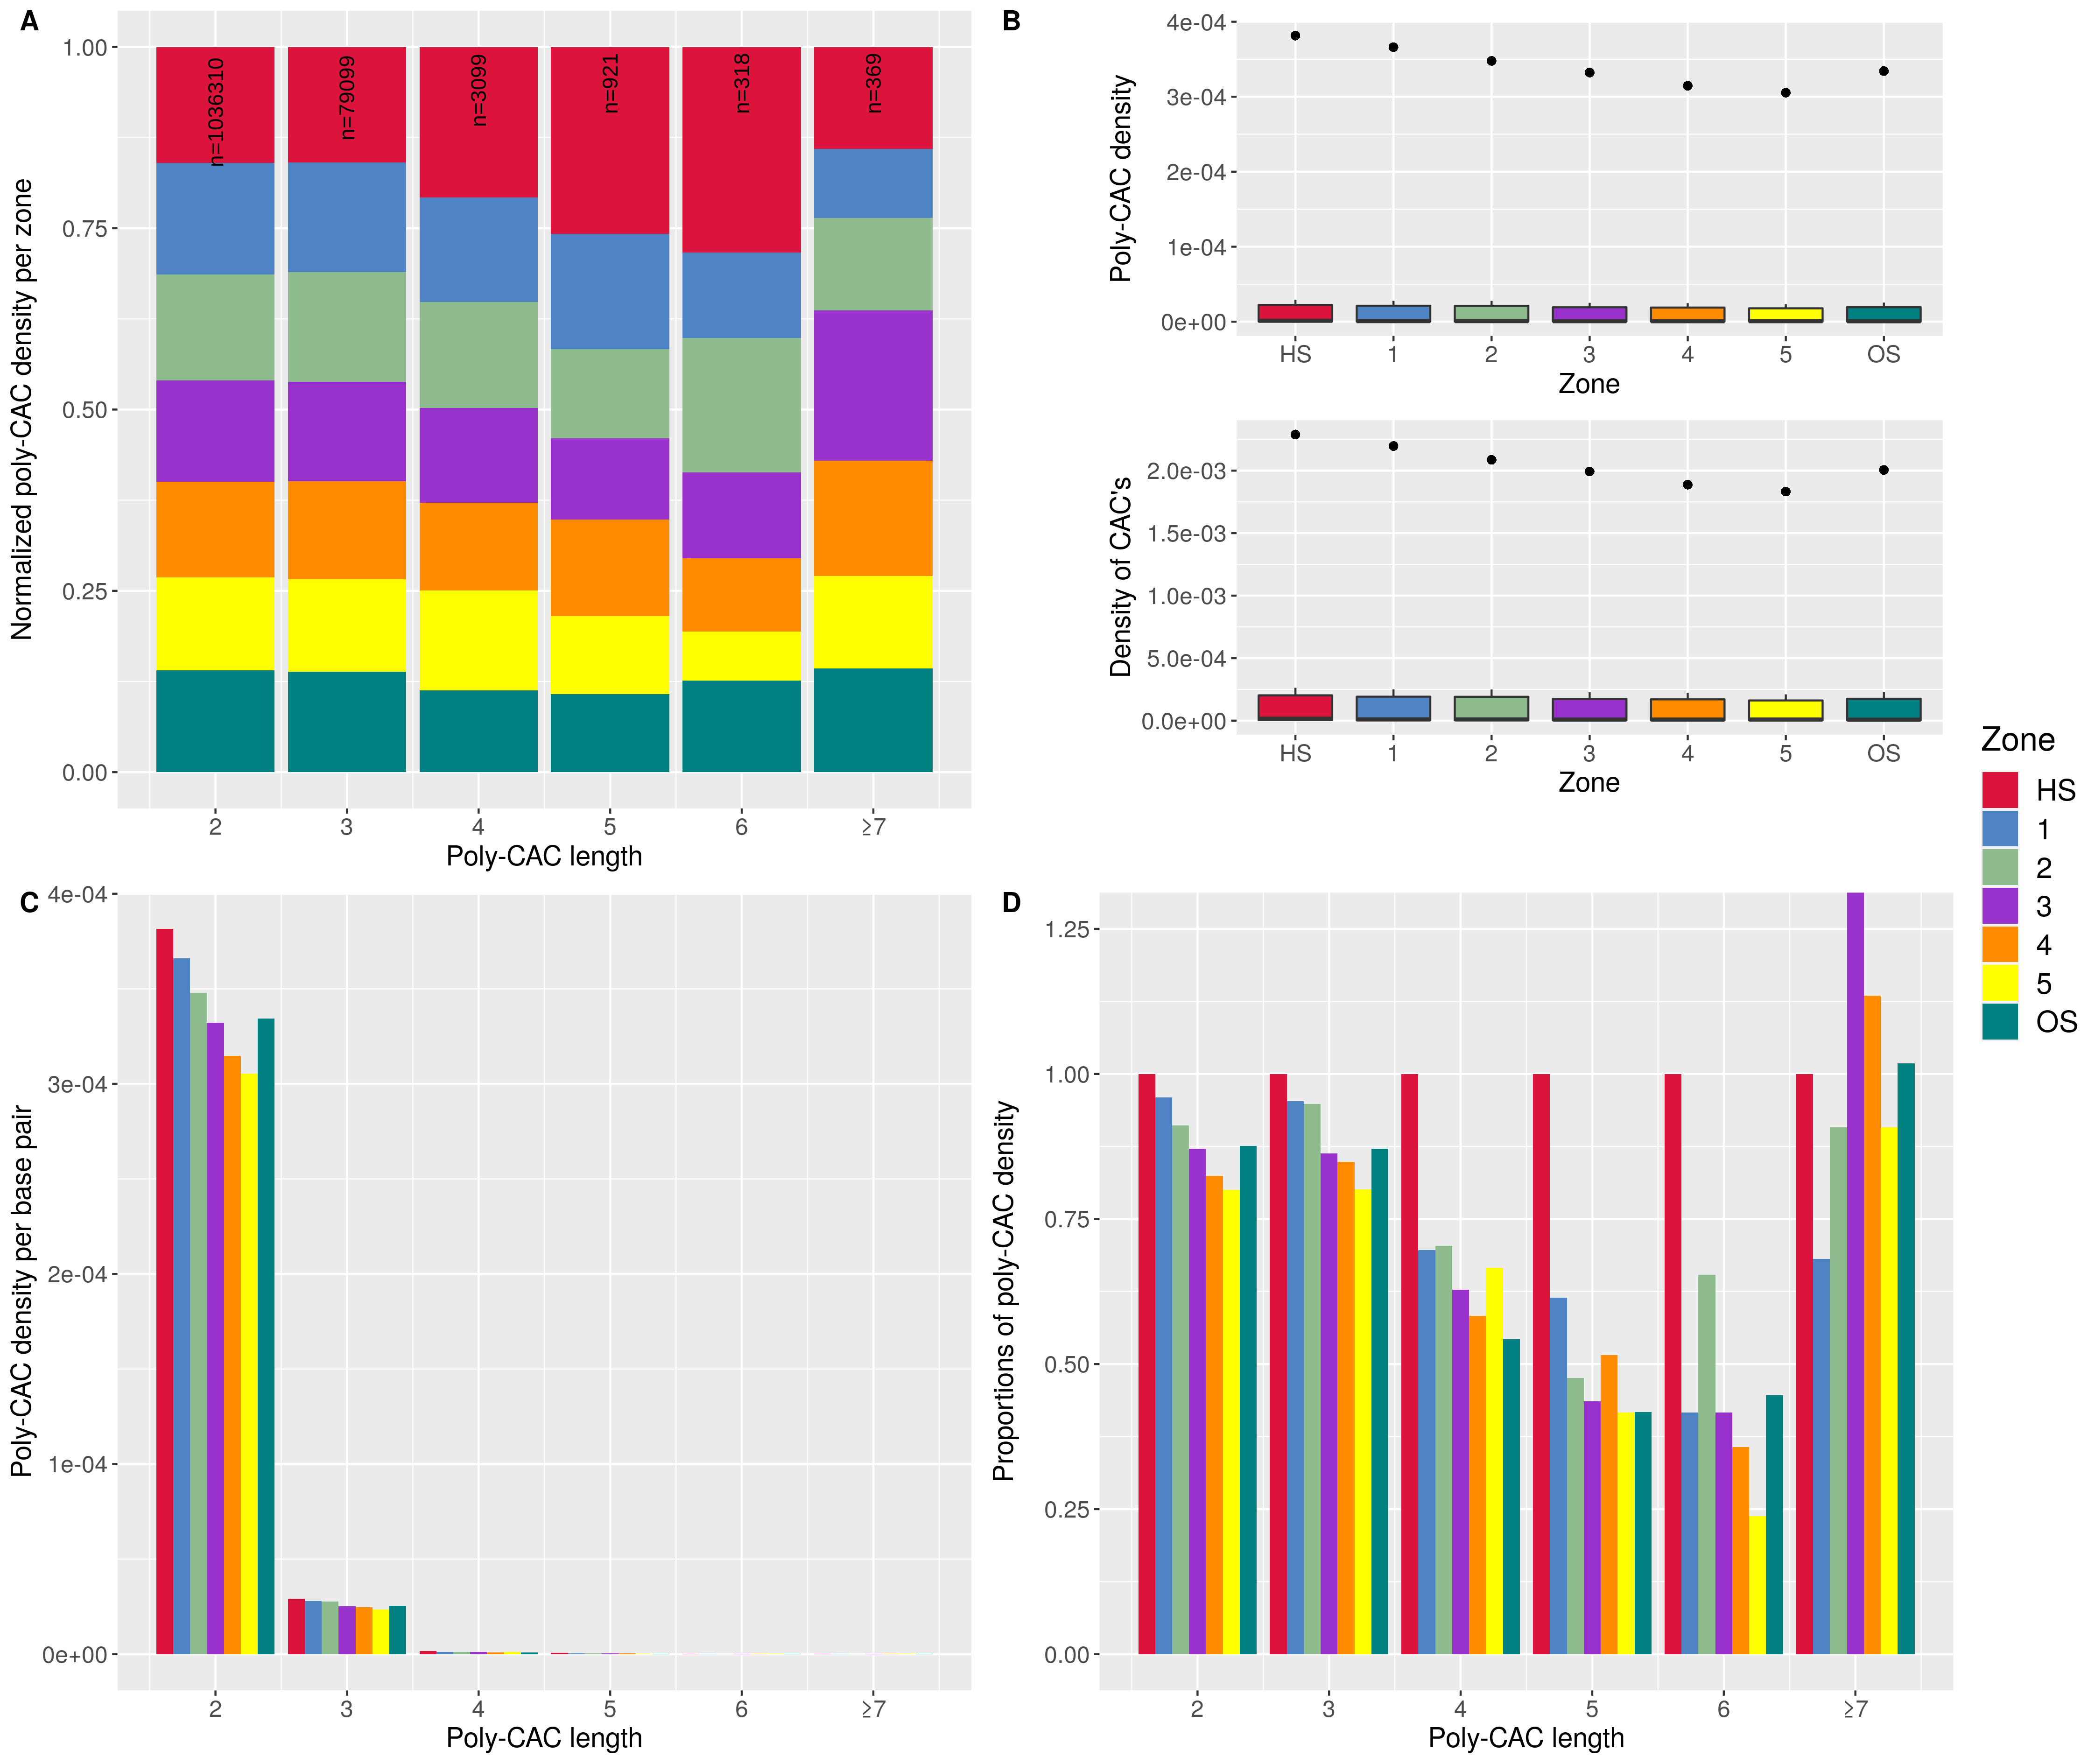 A
Normalized poly-CAC density per zone
1.00
0.75
0.50
0.25
0.00
n=1036310
n=79099
n=3099
n=921
n=318
n=369
2 3 4 5 6 ≥7
Poly-CAC length
B
Poly-CAC density
4e-04
3e-04
2e-04
1e-04
0e+00
HS 1 2 3 4 5 OS
Zone
Density of CAC's
2.0e-03
1.5e-03
1.0e-03
5.0e-04
0.0e+00
HS 1 2 3 4 5 OS
Zone
Zone
HS
1
2
3
4
5
OS
C
Poly-CAC density per base pair
4e-04
3e-04
2e-04
1e-04
0e+00
2 3 4 5 6 ≥7
Poly-CAC length
D
Proportions of poly-CAC density
1.25
1.00
0.75
0.50
0.25
0.00
2 3 4 5 6 ≥7
Poly-CAC length